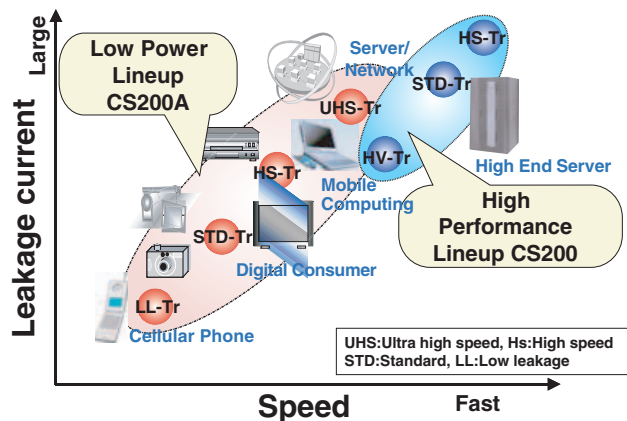 Large
Leakage current
Low Power
Lineup
CS200A
Server/
Network
HS-Tr
STD-Tr
UHS-Tr
HV-Tr
High End Server
HS-Tr
Mobile
Computing
High
Performance
Lineup CS200
STD-Tr
Digital Consumer
LL-Tr
Cellular Phone
UHS:Ultra high speed, Hs:High speed
STD:Standard, LL:Low leakage
Speed
Fast